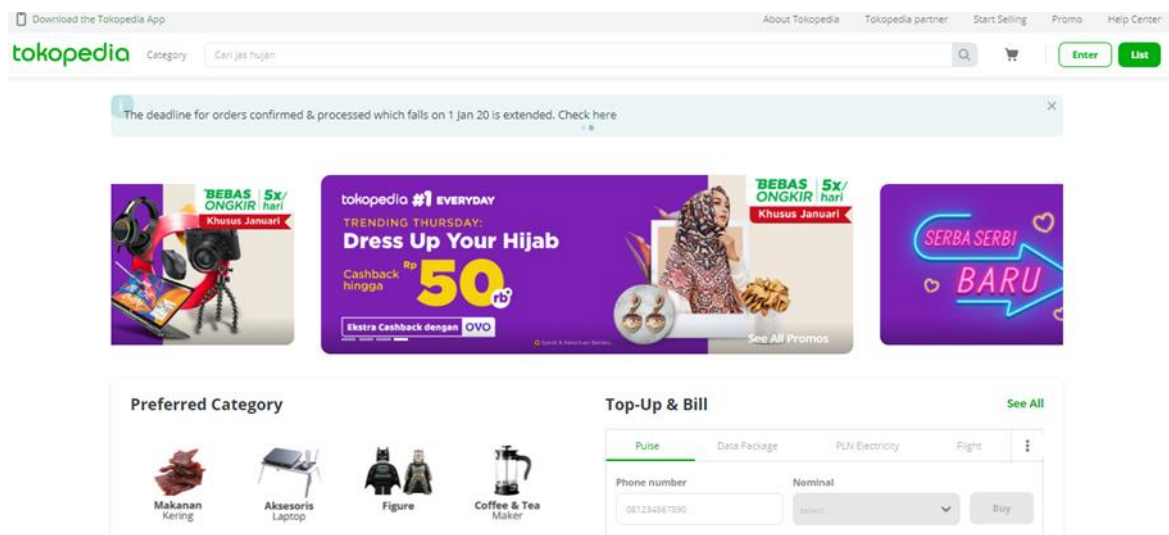 Download the Tokopedia App
About Tokopedia
Tokopedia partner
Start Selling
Promo
Help Center
tokopedia
Category
Cari jas hujan
Enter
List
The deadline for orders confirmed & processed which falls on 1 Jan 20 is extended. Check here
BEBAS ONGKIR
5x/hari
Khusus Januari
tokopedia #1 EVERYDAY
TRENDING THURSDAY:
Dress Up Your Hijab
Cashback hingga
Rp 50 rb
Ekstra Cashback dengan OVO
Syarat & Ketentuan Berlaku
BEBAS ONGKIR
5x/hari
Khusus Januari
See All Promos
SERBA SERBI
BARU
Preferred Category
Makanan
Kering
Aksesoris
Laptop
Figure
Coffee & Tea
Maker
Top-Up & Bill
See All
Pulse
Data Package
PLN Electricity
Flight
Phone number
081234567890
Nominal
select
Buy